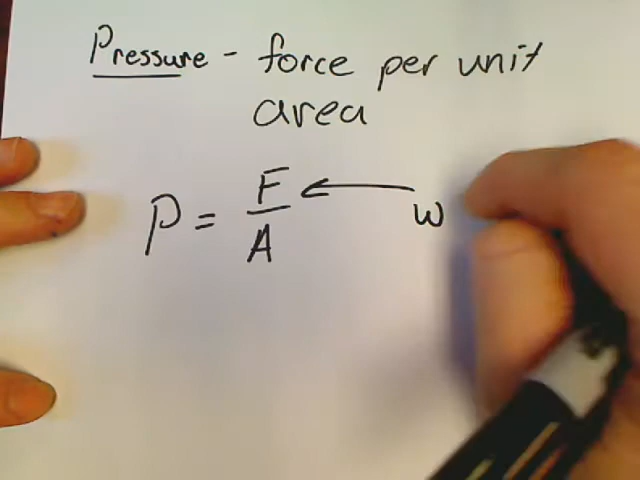 Pressure - force per unit
area
P = F/A ← w